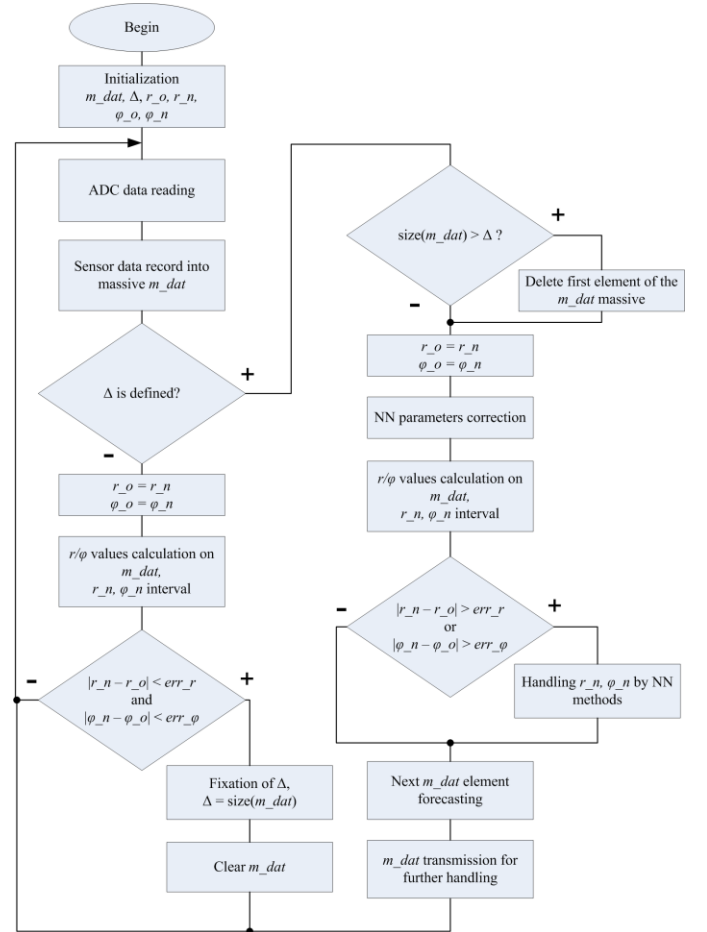 Begin
Initialization
m_dat, Δ, r_o, r_n,
φ_o, φ_n
ADC data reading
Sensor data record into
massive m_dat
Δ is defined?
+
-
r_o = r_n
φ_o = φ_n
r/φ values calculation on
m_dat,
r_n, φ_n interval
|r_n – r_o| < err_r
and
|φ_n – φ_o| < err_φ
-
+
Fixation of Δ,
Δ = size(m_dat)
Clear m_dat
size(m_dat) > Δ ?
+
-
Delete first element of the
m_dat massive
r_o = r_n
φ_o = φ_n
NN parameters correction
r/φ values calculation on
m_dat,
r_n, φ_n interval
|r_n – r_o| > err_r
or
|φ_n – φ_o| > err_φ
-
+
Handling r_n, φ_n by NN
methods
Next m_dat element
forecasting
m_dat transmission for
further handling